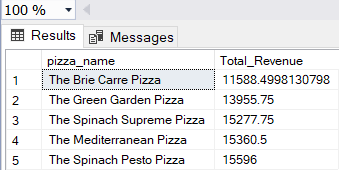 100 %
Results Messages
pizza_name Total_Revenue
1 The Brie Carre Pizza 11588.4998130798
2 The Green Garden Pizza 13955.75
3 The Spinach Supreme Pizza 15277.75
4 The Mediterranean Pizza 15360.5
5 The Spinach Pesto Pizza 15596